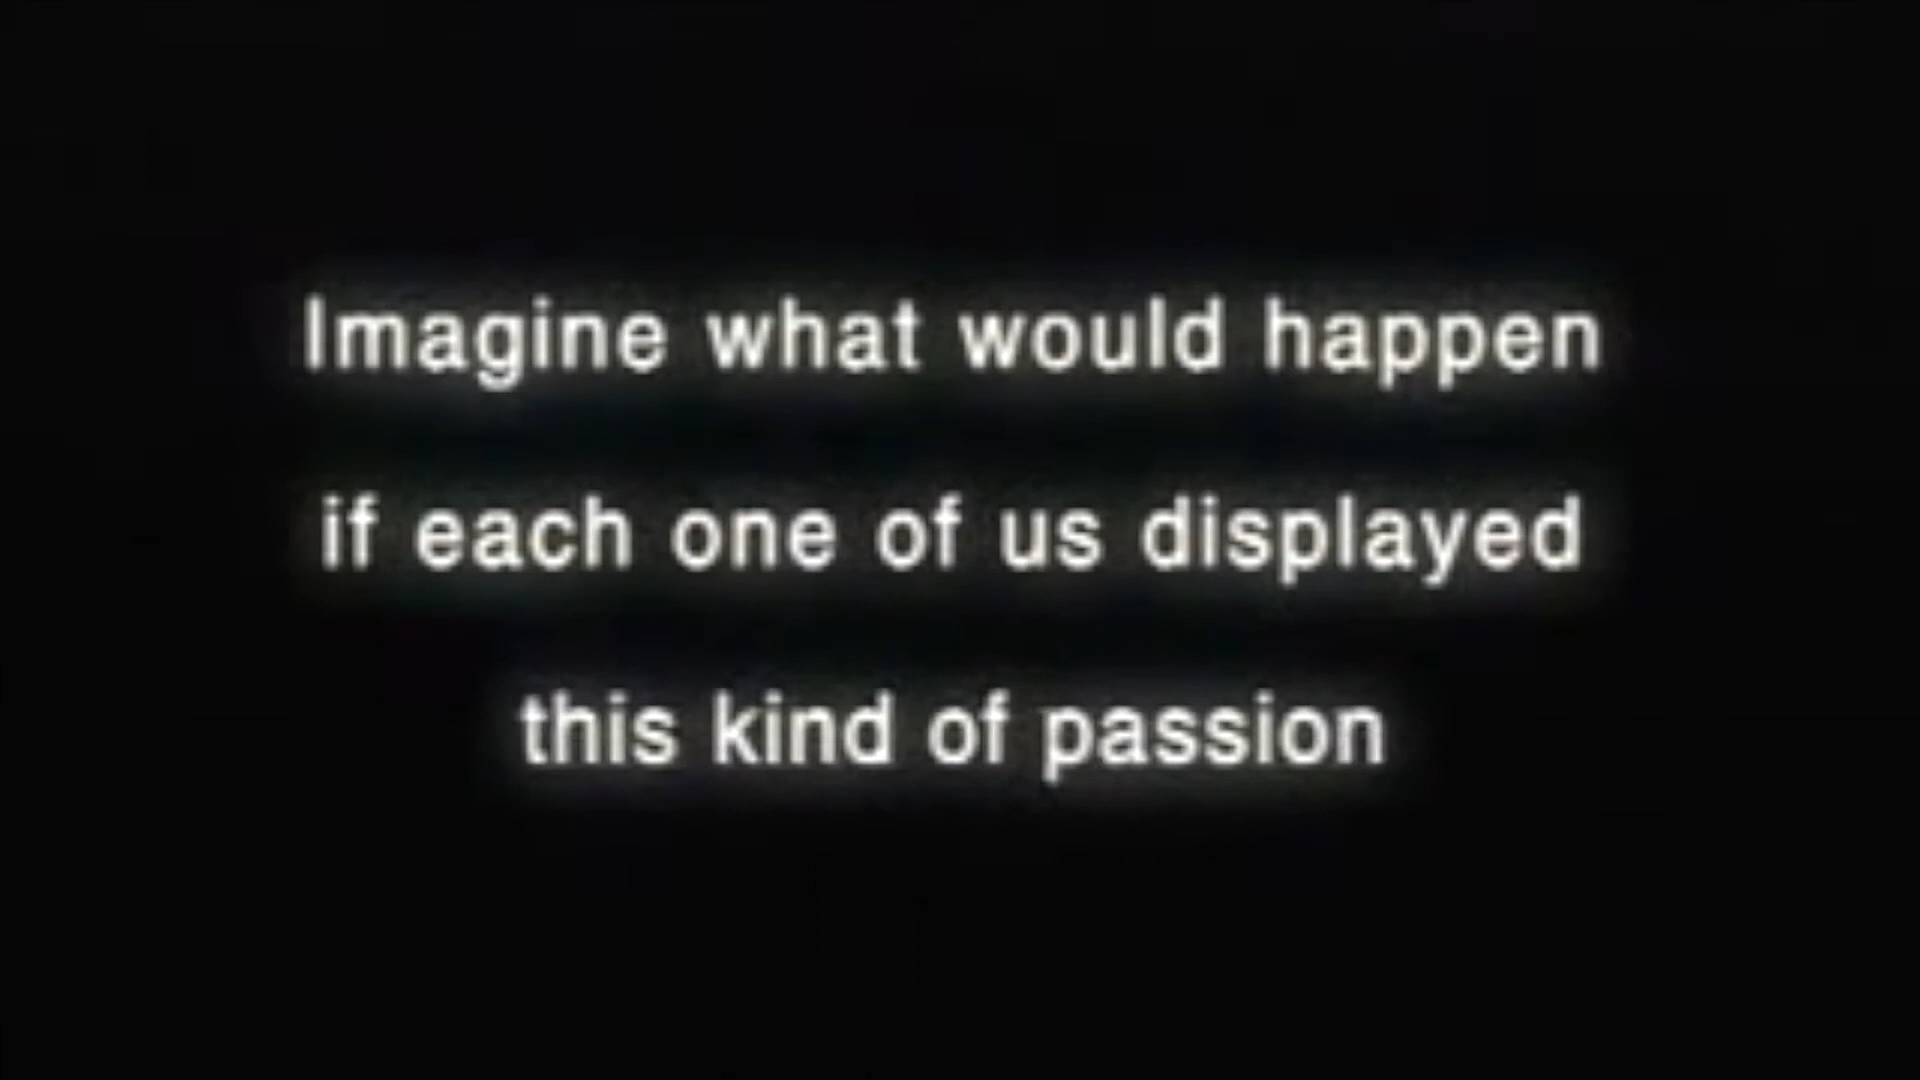 Imagine what would happen
if each one of us displayed
this kind of passion